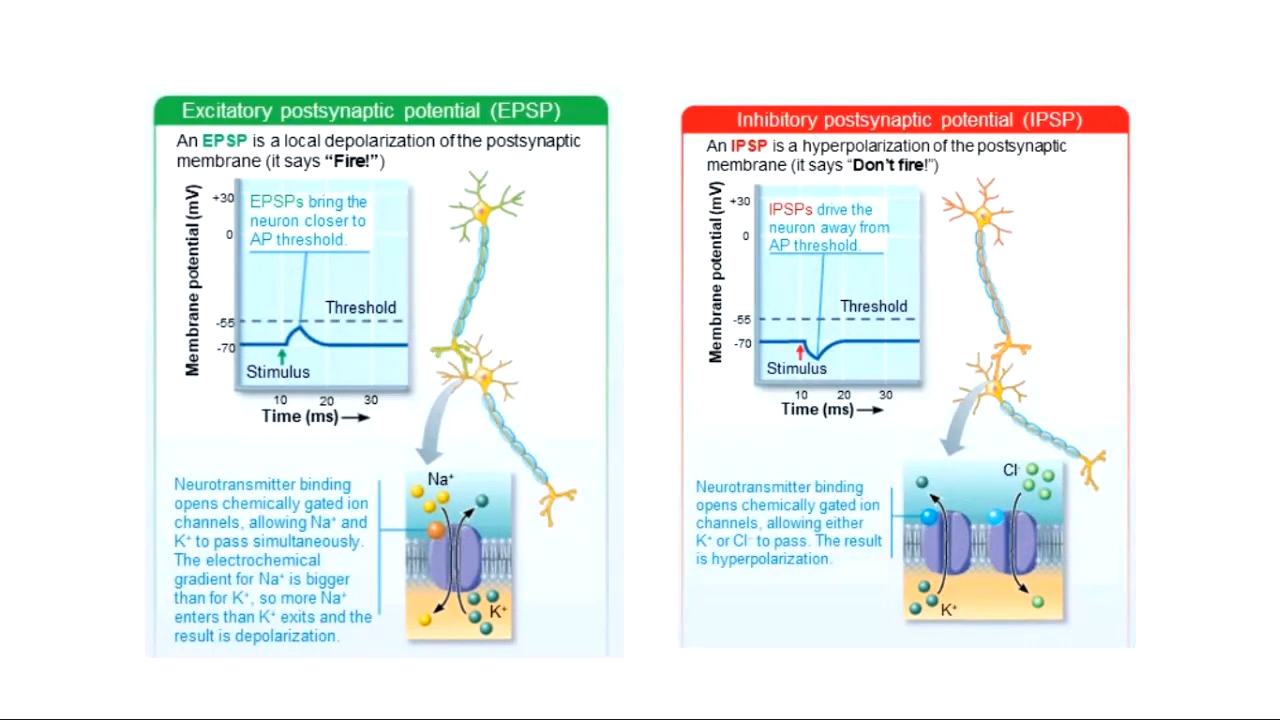 Excitatory postsynaptic potential (EPSP)
An EPSP is a local depolarization of the postsynaptic
membrane (it says “Fire!”)
Membrane potential (mV)
+30
0
-55
-70
EPSPs bring the
neuron closer to
AP threshold.
Threshold
Stimulus
10 20 30
Time (ms)
Neurotransmitter binding
opens chemically gated ion
channels, allowing Na⁺ and
K⁺ to pass simultaneously.
The electrochemical
gradient for Na⁺ is bigger
than for K⁺, so more Na⁺
enters than K⁺ exits and the
result is depolarization.
Na⁺
K⁺
Inhibitory postsynaptic potential (IPSP)
An IPSP is a hyperpolarization of the postsynaptic
membrane (it says “Don’t fire!”)
Membrane potential (mV)
+30
0
-55
-70
IPSPs drive the
neuron away from
AP threshold.
Threshold
Stimulus
10 20 30
Time (ms)
Neurotransmitter binding
opens chemically gated ion
channels, allowing either
K⁺ or Cl⁻ to pass. The result
is hyperpolarization.
Cl⁻
K⁺